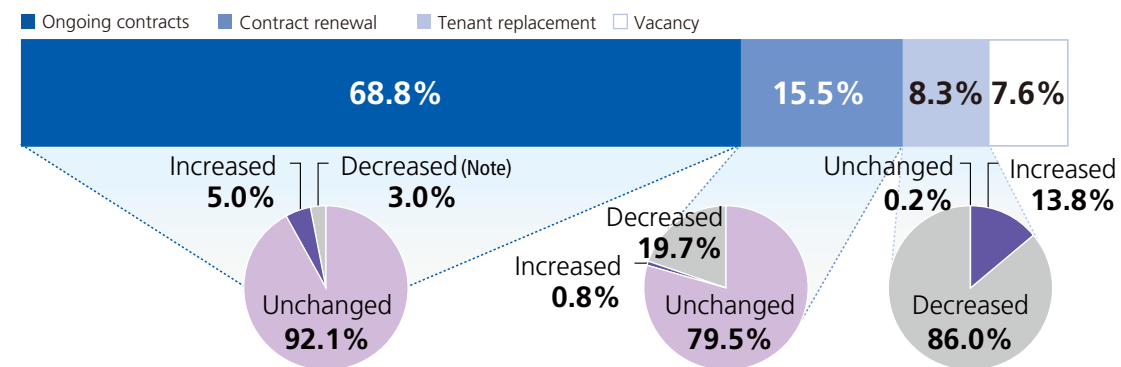 Ongoing contracts Contract renewal Tenant replacement Vacancy
68.8% 15.5% 8.3% 7.6%
Increased
5.0%
Decreased (Note)
3.0%
Unchanged
92.1%
Decreased
19.7%
Increased
0.8%
Unchanged
79.5%
Unchanged
0.2%
Increased
13.8%
Decreased
86.0%